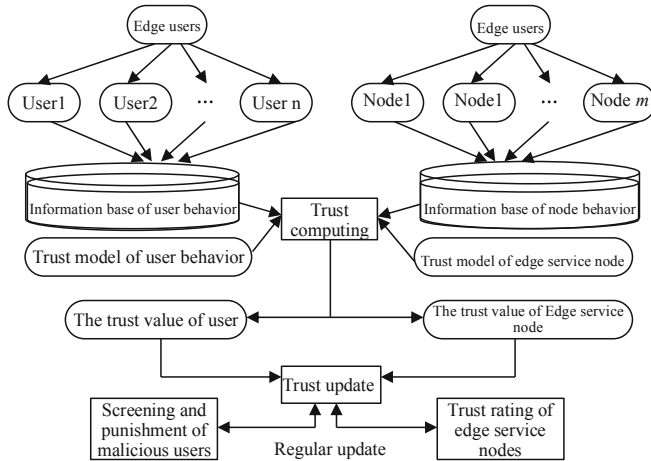 Edge users
Edge users
User1
User2
...
User n
Node1
Node1
...
Node m
Information base of user behavior
Trust
computing
Information base of node behavior
Trust model of user behavior
Trust model of edge service node
The trust value of user
The trust value of Edge service
node
Trust update
Screening and
punishment of
malicious users
Regular update
Trust rating of
edge service
nodes